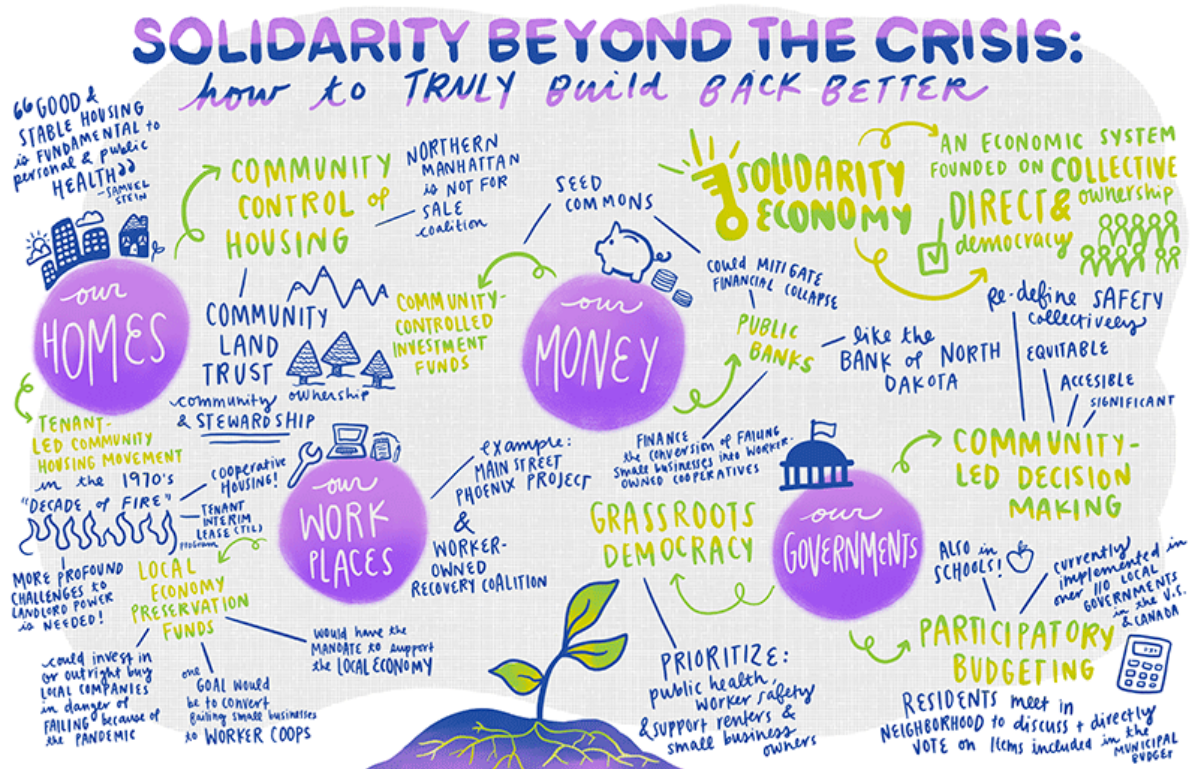 SOLIDARITY BEYOND THE CRISIS:
how to TRULY Build BACK BETTER
"GOOD &
STABLE HOUSING
is FUNDAMENTAL to
personal & public
HEALTH"
-SAMUEL
STEIN
our
HOMES
COMMUNITY
CONTROL of
HOUSING
NORTHERN
MANHATTAN
is NOT FOR
SALE
coalition
COMMUNITY
LAND
TRUST
community ownership
& STEWARDSHIP
TENANT-
LED COMMUNITY
HOUSING MOVEMENT
in the 1970's
"DECADE of FIRE"
COOPERATIVE
HOUSING!
TENANT
INTERIM
LEASE (TIL)
PROGRAM
MORE PROFOUND
CHALLENGES to
LANDLORD POWER
is NEEDED!
our
MONEY
SEED
COMMONS
COMMUNITY-
CONTROLLED
INVESTMENT
FUNDS
COULD MITIGATE
FINANCIAL COLLAPSE
PUBLIC
BANKS
like the
BANK of NORTH
DAKOTA
FINANCE
the CONVERSION of FAILING
small businesses into WORKER-
OWNED COOPERATIVES
SOLIDARITY
ECONOMY
AN ECONOMIC SYSTEM
FOUNDED ON COLLECTIVE
ownership
DIRECT &
democracy
our
WORK
PLACES
example:
MAIN STREET
PHOENIX PROJECT
&
WORKER-
OWNED
RECOVERY COALITION
LOCAL
ECONOMY
PRESERVATION
FUNDS
could invest in
or outright buy
LOCAL COMPANIES
in danger of
FAILING because of
the PANDEMIC
one
GOAL would
be to convert
failing small businesses
to WORKER COOPS
would have the
MANDATE to support
the LOCAL ECONOMY
our
GOVERNMENTS
re-define SAFETY
collectively
EQUITABLE
ACCESIBLE
SIGNIFICANT
COMMUNITY-
LED DECISION
MAKING
GRASSROOTS
DEMOCRACY
PRIORITIZE:
public health,
worker safety
& support renters &
small business
owners
ALSO in
SCHOOLS!
currently
implemented in
over 110 LOCAL
GOVERNMENTS
in the U.S.
& CANADA
PARTICIPATORY
BUDGETING
RESIDENTS meet in
NEIGHBORHOOD to discuss + directly
VOTE on Items included in the
MUNICIPAL
BUDGET